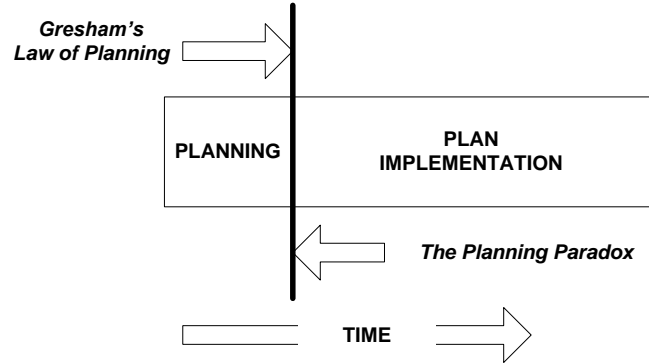 Gresham's
Law of Planning
PLANNING
PLAN
IMPLEMENTATION
The Planning Paradox
TIME